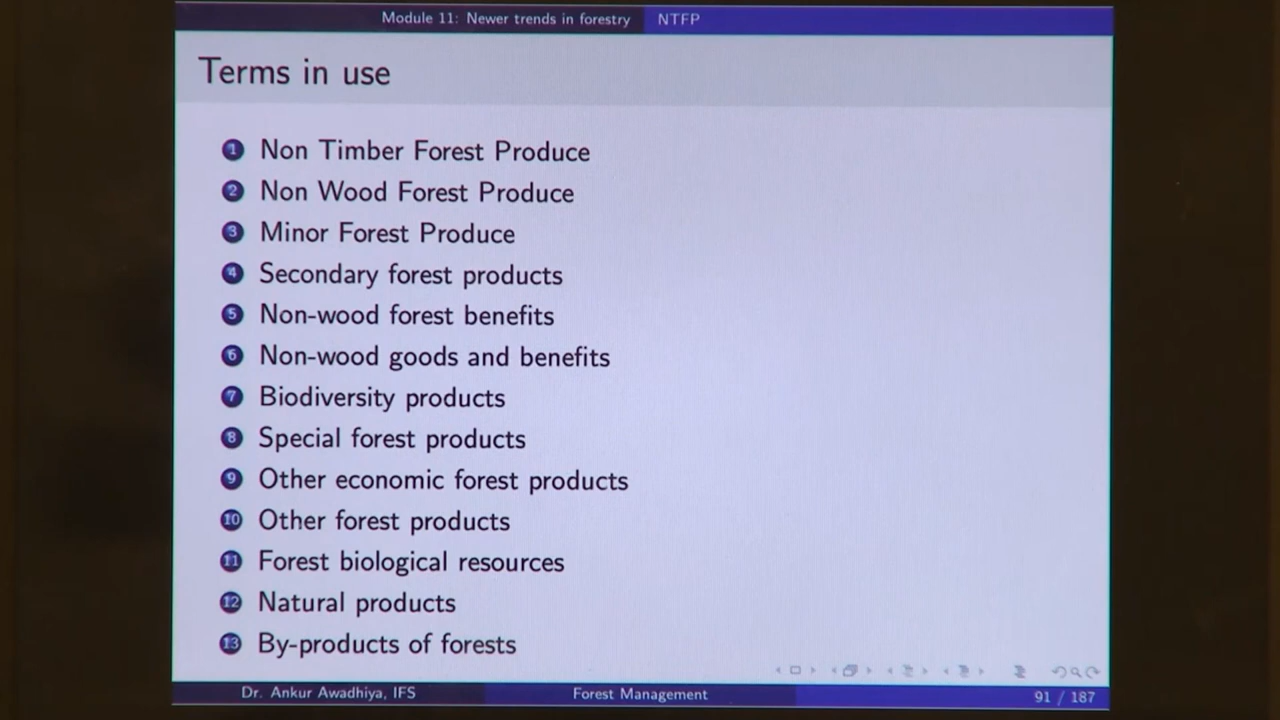 Module 11: Newer trends in forestry NTFP
Terms in use
1 Non Timber Forest Produce
2 Non Wood Forest Produce
3 Minor Forest Produce
4 Secondary forest products
5 Non-wood forest benefits
6 Non-wood goods and benefits
7 Biodiversity products
8 Special forest products
9 Other economic forest products
10 Other forest products
11 Forest biological resources
12 Natural products
13 By-products of forests
Dr. Ankur Awadhiya, IFS Forest Management 91 / 187